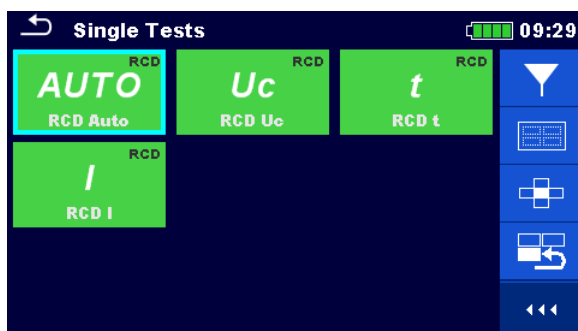 Single Tests 09:29
RCD RCD RCD
AUTO Uc t
RCD Auto RCD Uc RCD t
RCD
I
RCD I